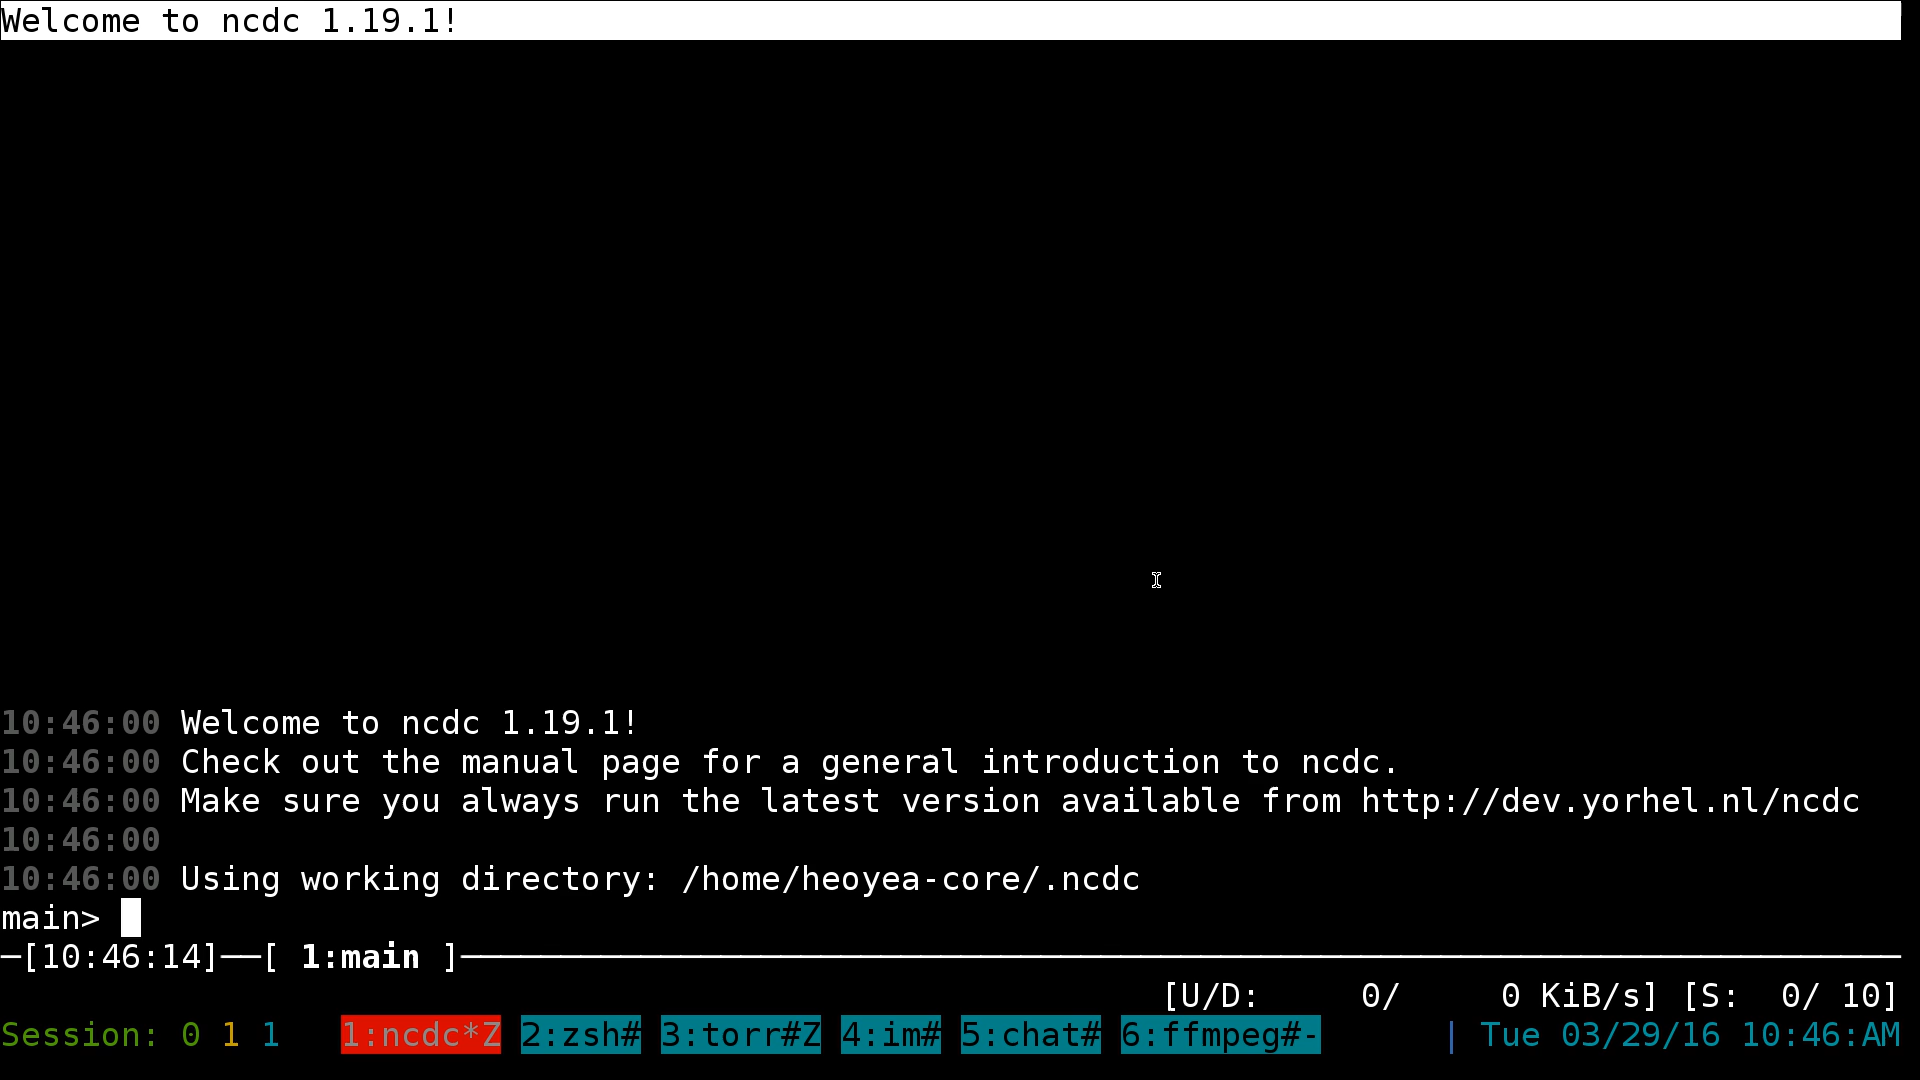 Welcome to ncdc 1.19.1!
10:46:00 Welcome to ncdc 1.19.1!
10:46:00 Check out the manual page for a general introduction to ncdc.
10:46:00 Make sure you always run the latest version available from http://dev.yorhel.nl/ncdc
10:46:00
10:46:00 Using working directory: /home/heoyea-core/.ncdc
main>
─[10:46:14]──[ 1:main ]────────────────────────────────────────────────────────────────────────
[U/D:     0/     0 KiB/s] [S:  0/ 10]
Session: 0 1 1   1:ncdc*Z 2:zsh# 3:torr#Z 4:im# 5:chat# 6:ffmpeg#-      | Tue 03/29/16 10:46:AM